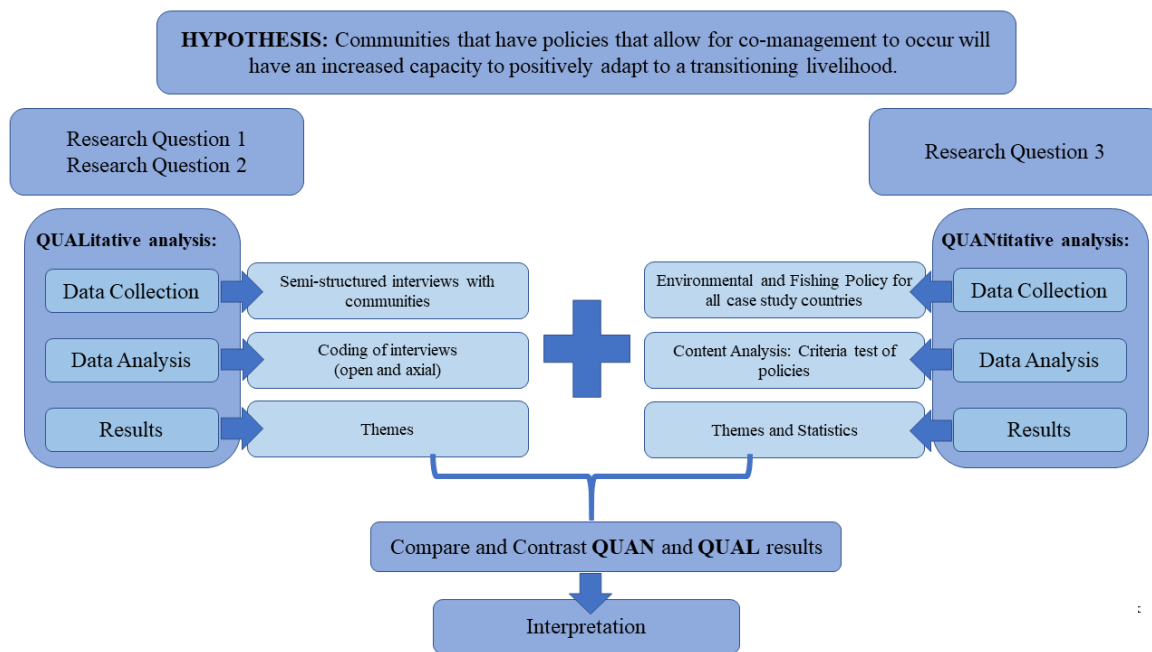 HYPOTHESIS: Communities that have policies that allow for co-management to occur will
have an increased capacity to positively adapt to a transitioning livelihood.
Research Question 1
Research Question 2
Research Question 3
QUALitative analysis:
Data Collection
Semi-structured interviews with
communities
Data Analysis
Coding of interviews
(open and axial)
Results
Themes
QUANtitative analysis:
Environmental and Fishing Policy for
all case study countries
Data Collection
Content Analysis: Criteria test of
policies
Data Analysis
Themes and Statistics
Results
Compare and Contrast QUAN and QUAL results
Interpretation